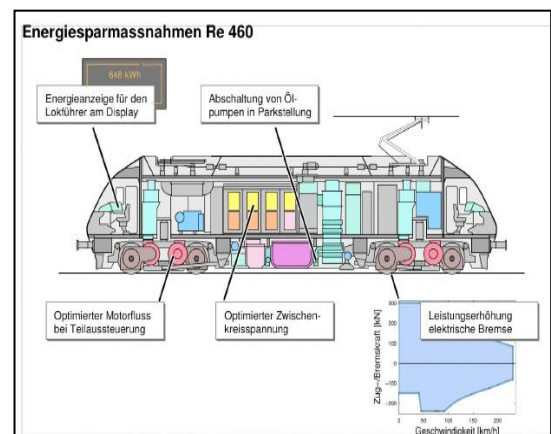 Energiesparmassnahmen Re 460
648 kWh
Energieanzeige für den
Lokführer am Display
Abschaltung von Öl-
pumpen in Parkstellung
Optimierter Motorfluss
bei Teilaussteuerung
Optimierter Zwischen-
kreisspannung
Leistungserhöhung
elektrische Bremse
Zug-/Bremskraft [kN]
300
200
100
0
-100
-200
0
50
100
150
200
Geschwindigkeit [km/h]